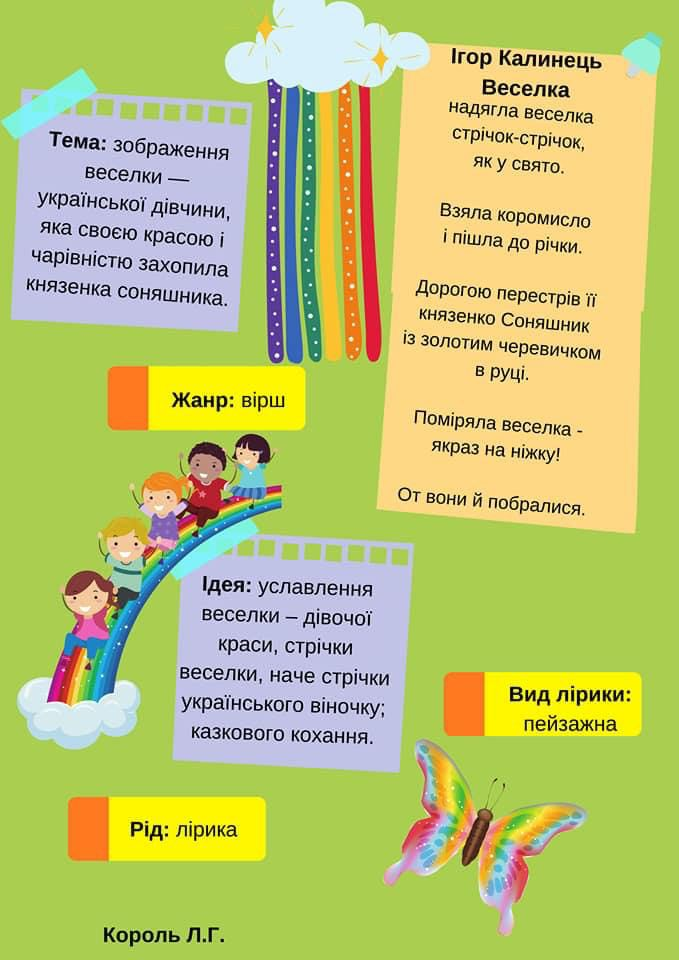 Ігор Калинець
Веселка
надягла веселка
стрічок-стрічок,
як у свято.
Взяла коромисло
і пішла до річки.
Дорогою перестрів її
князенко Соняшник
із золотим черевичком
в руці.
Поміряла веселка -
якраз на ніжку!
От вони й побралися.
Тема: зображення
веселки —
української дівчини,
яка своєю красою і
чарівністю захопила
князенка соняшника.
Жанр: вірш
Ідея: уславлення
веселки – дівочої
краси, стрічки
веселки, наче стрічки
українського віночку;
казкового кохання.
Вид лірики:
пейзажна
Рід: лірика
Король Л.Г.